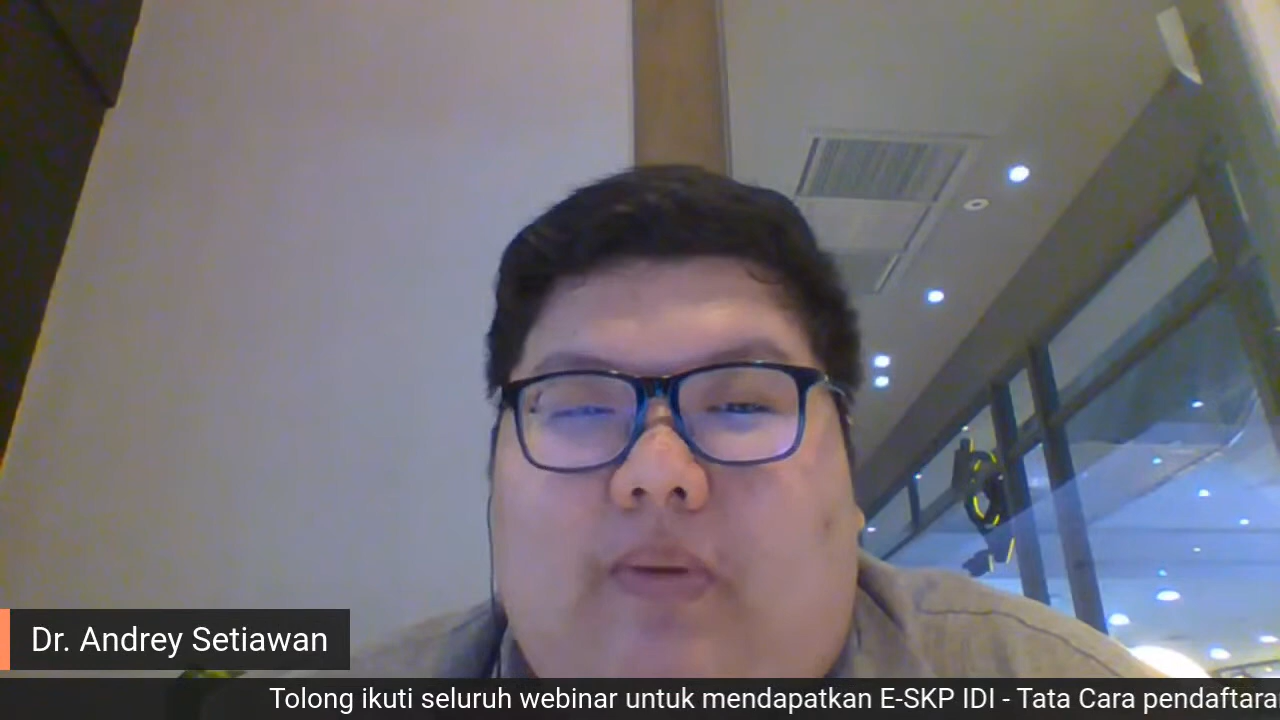 Dr. Andrey Setiawan
Tolong ikuti seluruh webinar untuk mendapatkan E-SKP IDI - Tata Cara pendaftara